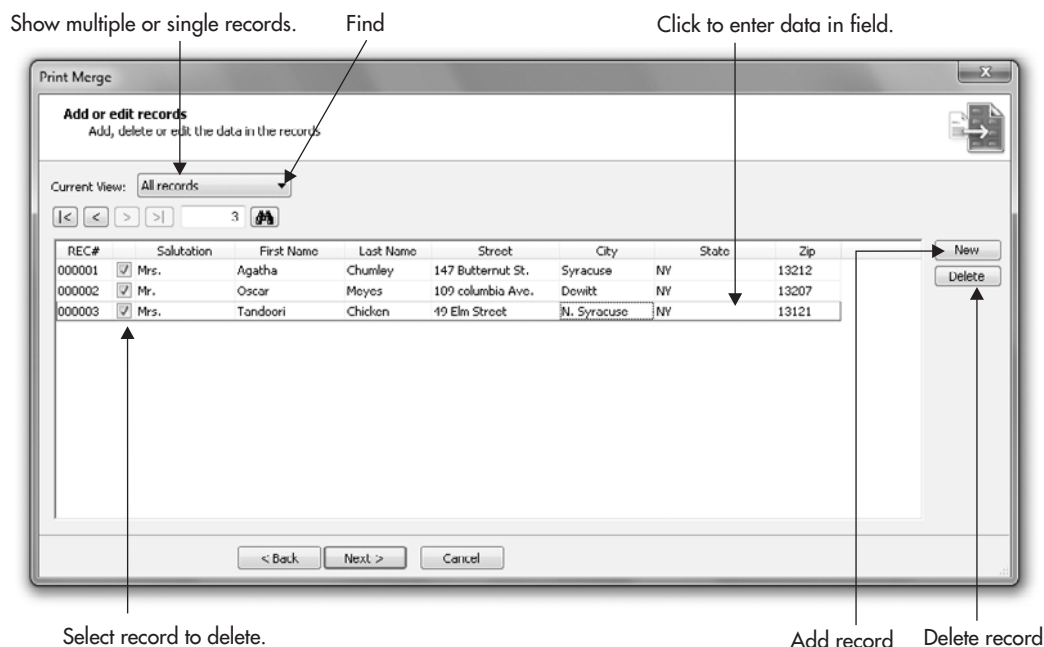 Show multiple or single records. Find Click to enter data in field.
Print Merge
Add or edit records
Add, delete or edit the data in the records
Current View: All records
|< < > >| 3
REC# Salutation First Name Last Name Street City State Zip
New
000001 Mrs. Agatha Chumley 147 Butternut St. Syracuse NY 13212
Delete
000002 Mr. Oscar Meyes 109 columbia Ave. Dewitt NY 13207
000003 Mrs. Tandoori Chicken 49 Elm Street N. Syracuse NY 13121
< Back Next > Cancel
Select record to delete. Add record Delete record